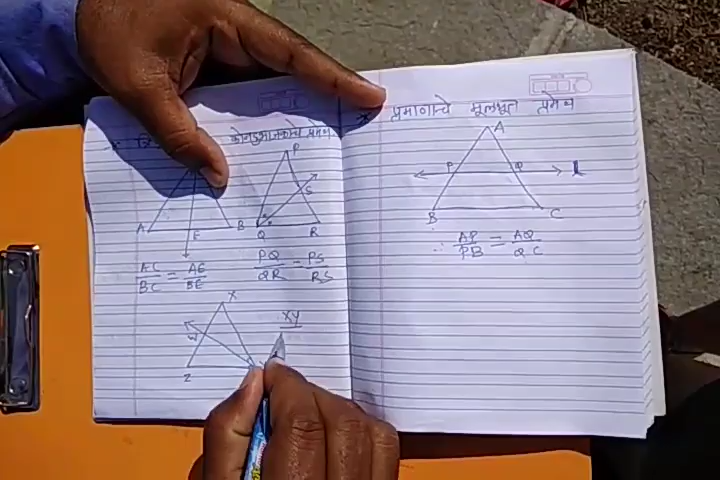 * कोनदुभाजकाचे प्रमेय
P
S
A E B Q R
AC/BC = AE/BE PQ/QR = PS/RS
X
XY
W
Z
* प्रमाणाचे मूलभूत प्रमेय
A
P Q l
B C
∴ AP/PB = AQ/QC